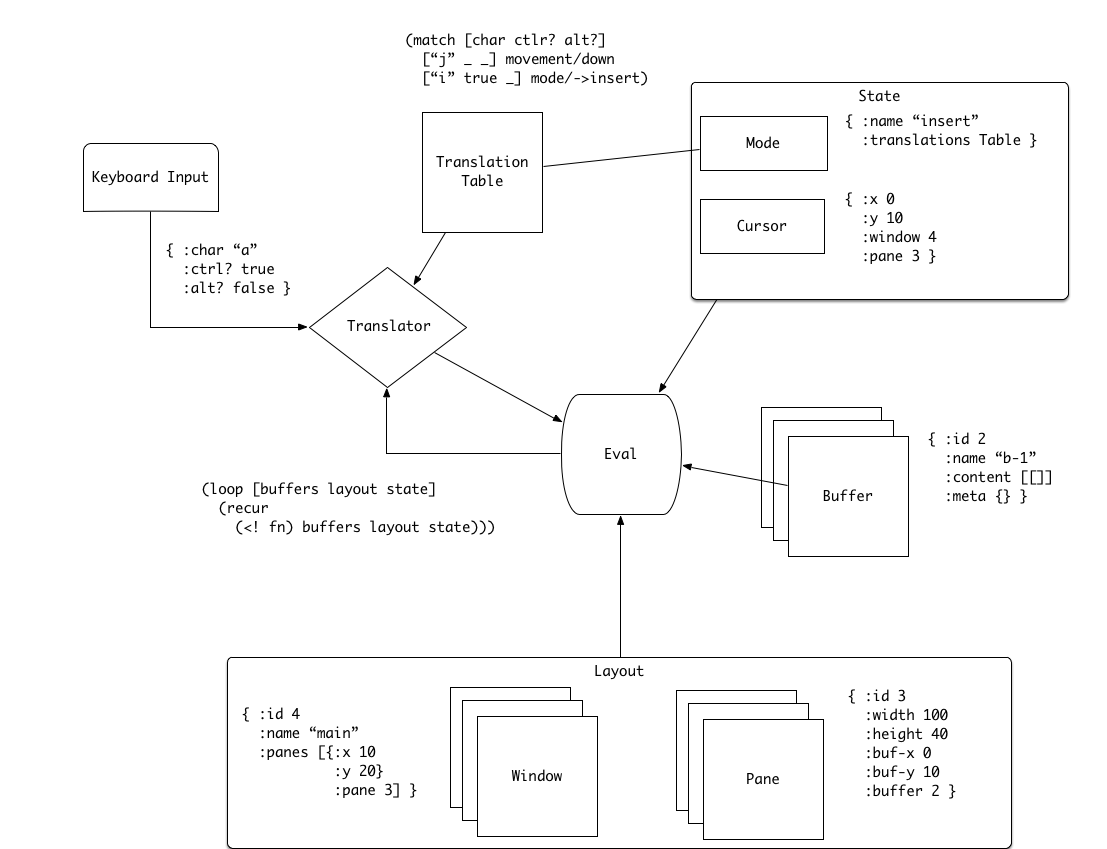 (match [char ctlr? alt?]
[“j” _ _] movement/down
[“i” true _] mode/->insert)
State
Mode
{ :name “insert”
:translations Table }
Translation
Table
Keyboard Input
Cursor
{ :x 0
:y 10
:window 4
:pane 3 }
{ :char “a”
:ctrl? true
:alt? false }
Translator
Eval
{ :id 2
:name “b-1”
:content [[]]
:meta {} }
Buffer
(loop [buffers layout state]
(recur
(<! fn) buffers layout state)))
Layout
{ :id 4
:name “main”
:panes [{:x 10
:y 20}
:pane 3] }
Window
Pane
{ :id 3
:width 100
:height 40
:buf-x 0
:buf-y 10
:buffer 2 }